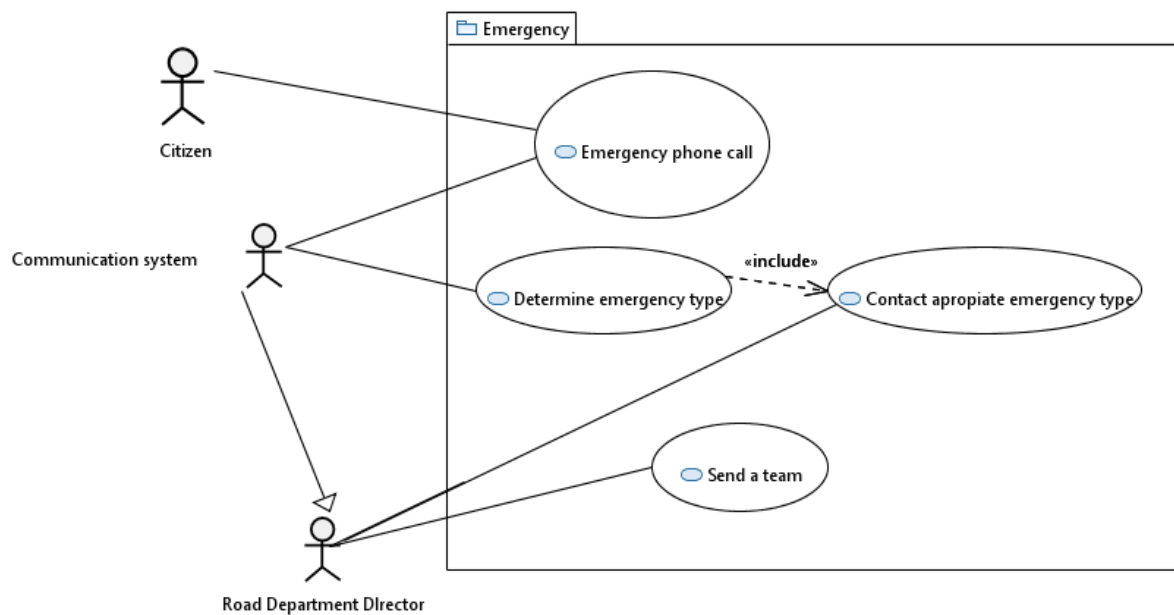 Emergency
Citizen
Emergency phone call
Communication system
«include»
Determine emergency type
Contact apropiate emergency type
Send a team
Road Department DIrector